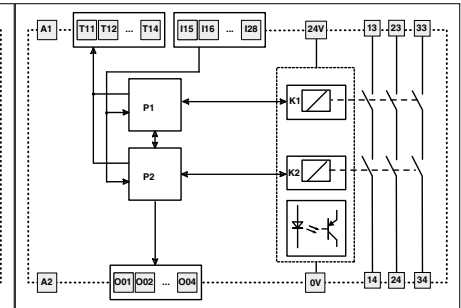 A1 T11 T12 ... T14 I15 I16 ... I28 24V 13 23 33
P1 K1
P2 K2
A2 O01 O02 ... O04 0V 14 24 34